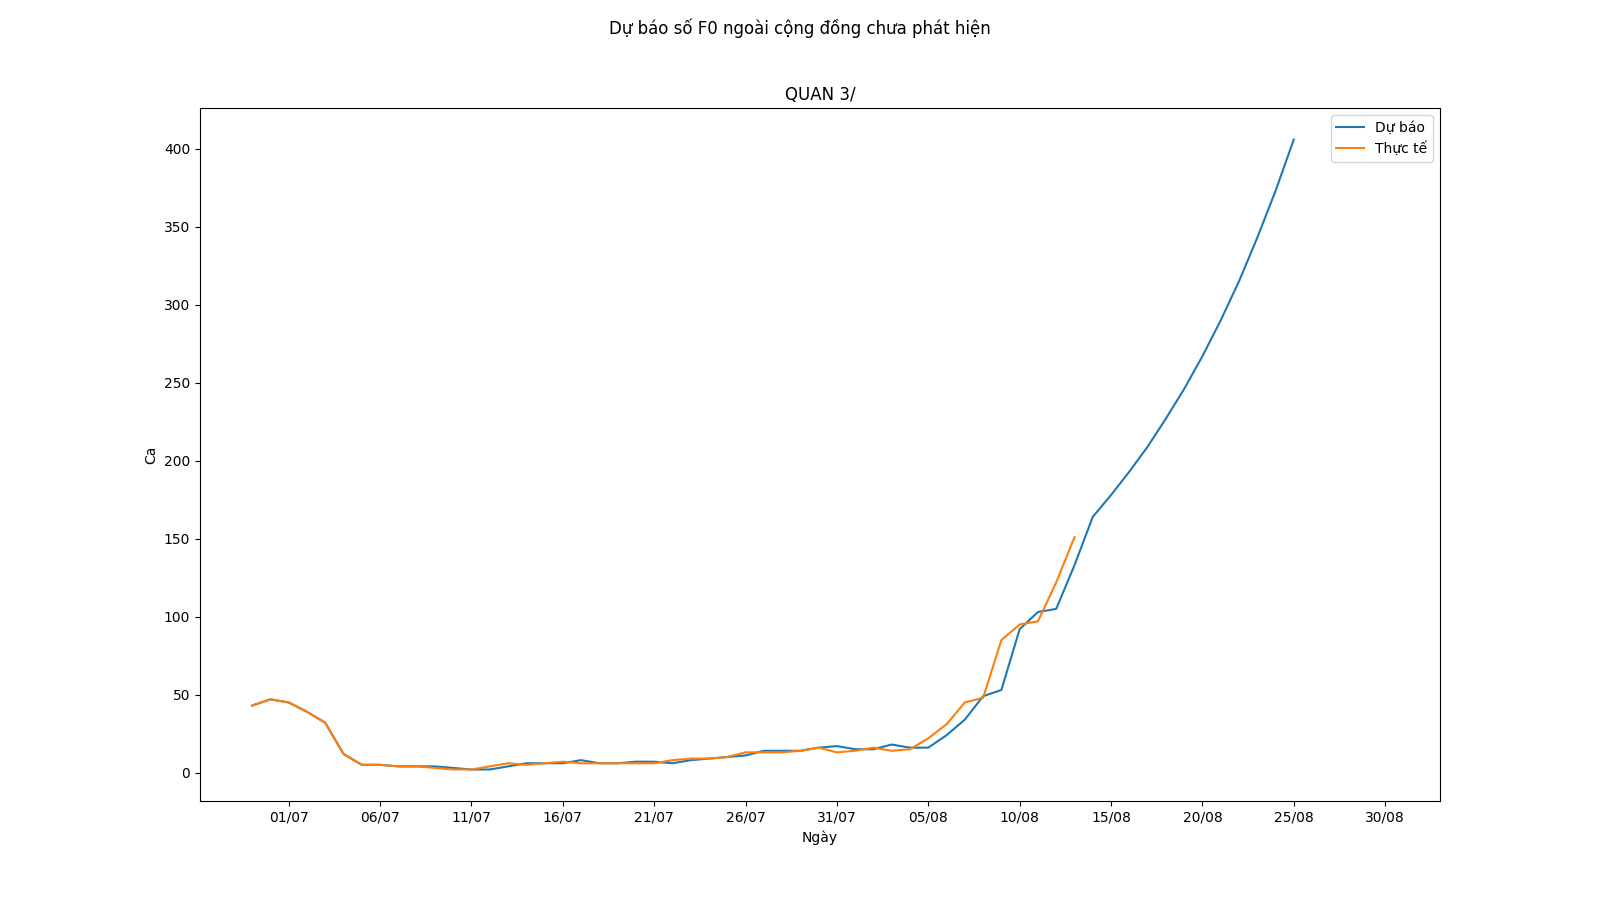 Dự báo số F0 ngoài cộng đồng chưa phát hiện
QUAN 3/
Dự báo
Thực tế
400
350
300
250
200
150
100
50
0
Ca
01/07 06/07 11/07 16/07 21/07 26/07 31/07 05/08 10/08 15/08 20/08 25/08 30/08
Ngày